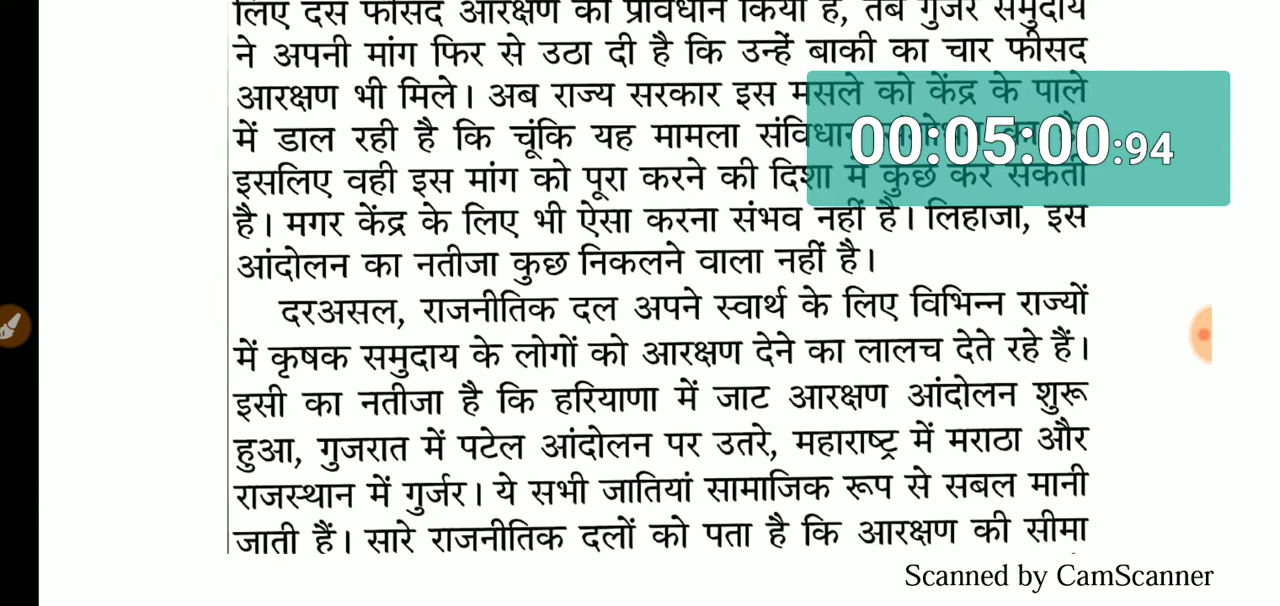 लिए दस फीसद आरक्षण का प्रावधान किया है, तब गुर्जर समुदाय
ने अपनी मांग फिर से उठा दी है कि उन्हें बाकी का चार फीसद
आरक्षण भी मिले। अब राज्य सरकार इस मसले को केंद्र के पाले
में डाल रही है कि चूंकि यह मामला संविधान संशोधन का है,
00:05:00:94
इसलिए वही इस मांग को पूरा करने की दिशा में कुछ कर सकती
है। मगर केंद्र के लिए भी ऐसा करना संभव नहीं है। लिहाजा, इस
आंदोलन का नतीजा कुछ निकलने वाला नहीं है।
दरअसल, राजनीतिक दल अपने स्वार्थ के लिए विभिन्न राज्यों
में कृषक समुदाय के लोगों को आरक्षण देने का लालच देते रहे हैं।
इसी का नतीजा है कि हरियाणा में जाट आरक्षण आंदोलन शुरू
हुआ, गुजरात में पटेल आंदोलन पर उतरे, महाराष्ट्र में मराठा और
राजस्थान में गुर्जर। ये सभी जातियां सामाजिक रूप से सबल मानी
जाती हैं। सारे राजनीतिक दलों को पता है कि आरक्षण की सीमा
Scanned by CamScanner